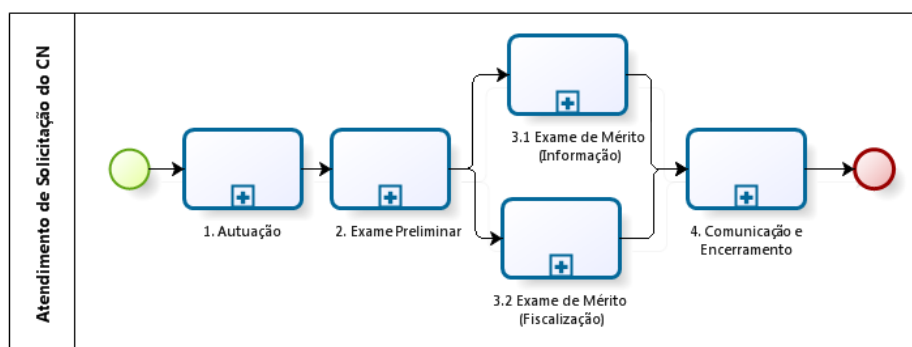 Atendimento de Solicitação do CN
1. Autuação
2. Exame Preliminar
3.1 Exame de Mérito
(Informação)
3.2 Exame de Mérito
(Fiscalização)
4. Comunicação e
Encerramento